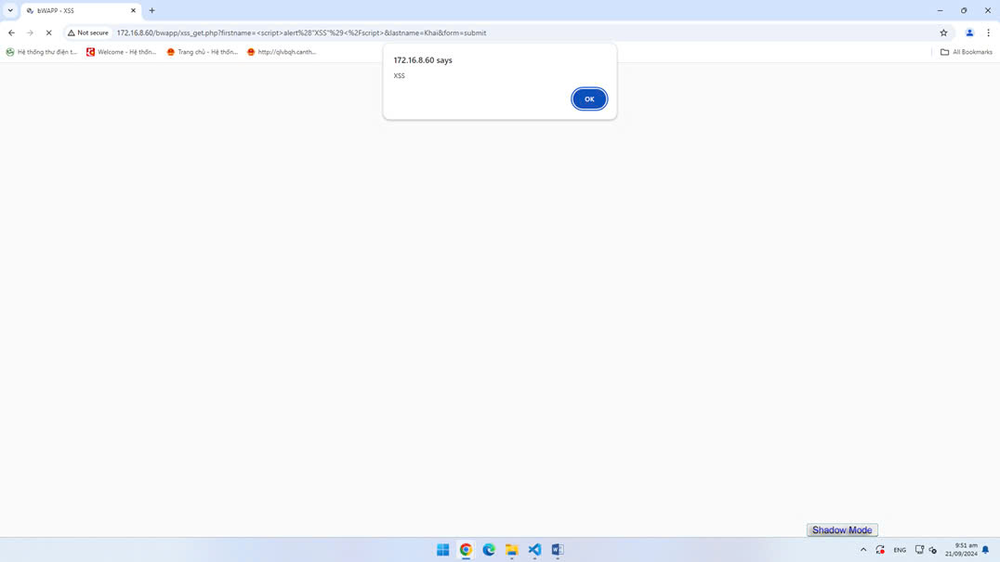 bWAPP - XSS
Not secure
172.16.8.60/bwapp/xss_get.php?firstname=<script>alert%28"XSS"%29<%2Fscript>&lastname=Khai&form=submit
Hệ thống thư điện t...
Welcome - Hệ thốn...
Trang chủ - Hệ thốn...
http://qlvbqh.canth...
All Bookmarks
172.16.8.60 says
XSS
OK
Shadow Mode
ENG
9:51 am
21/09/2024